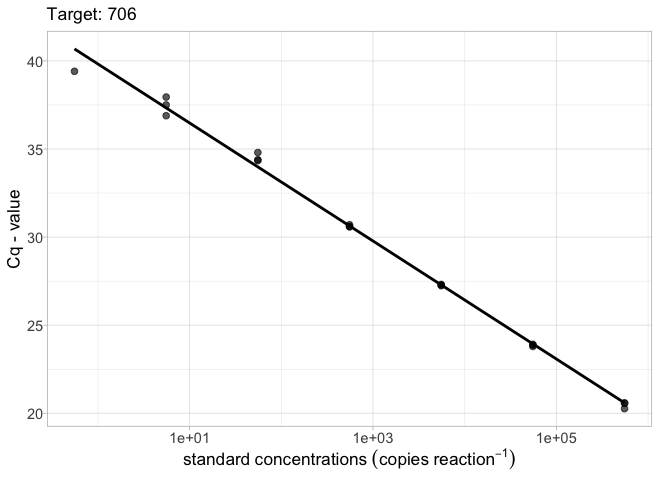 Target: 706
40
35
30
25
20
Cq - value
1e+01 1e+03 1e+05
standard concentrations (copies reaction⁻¹)